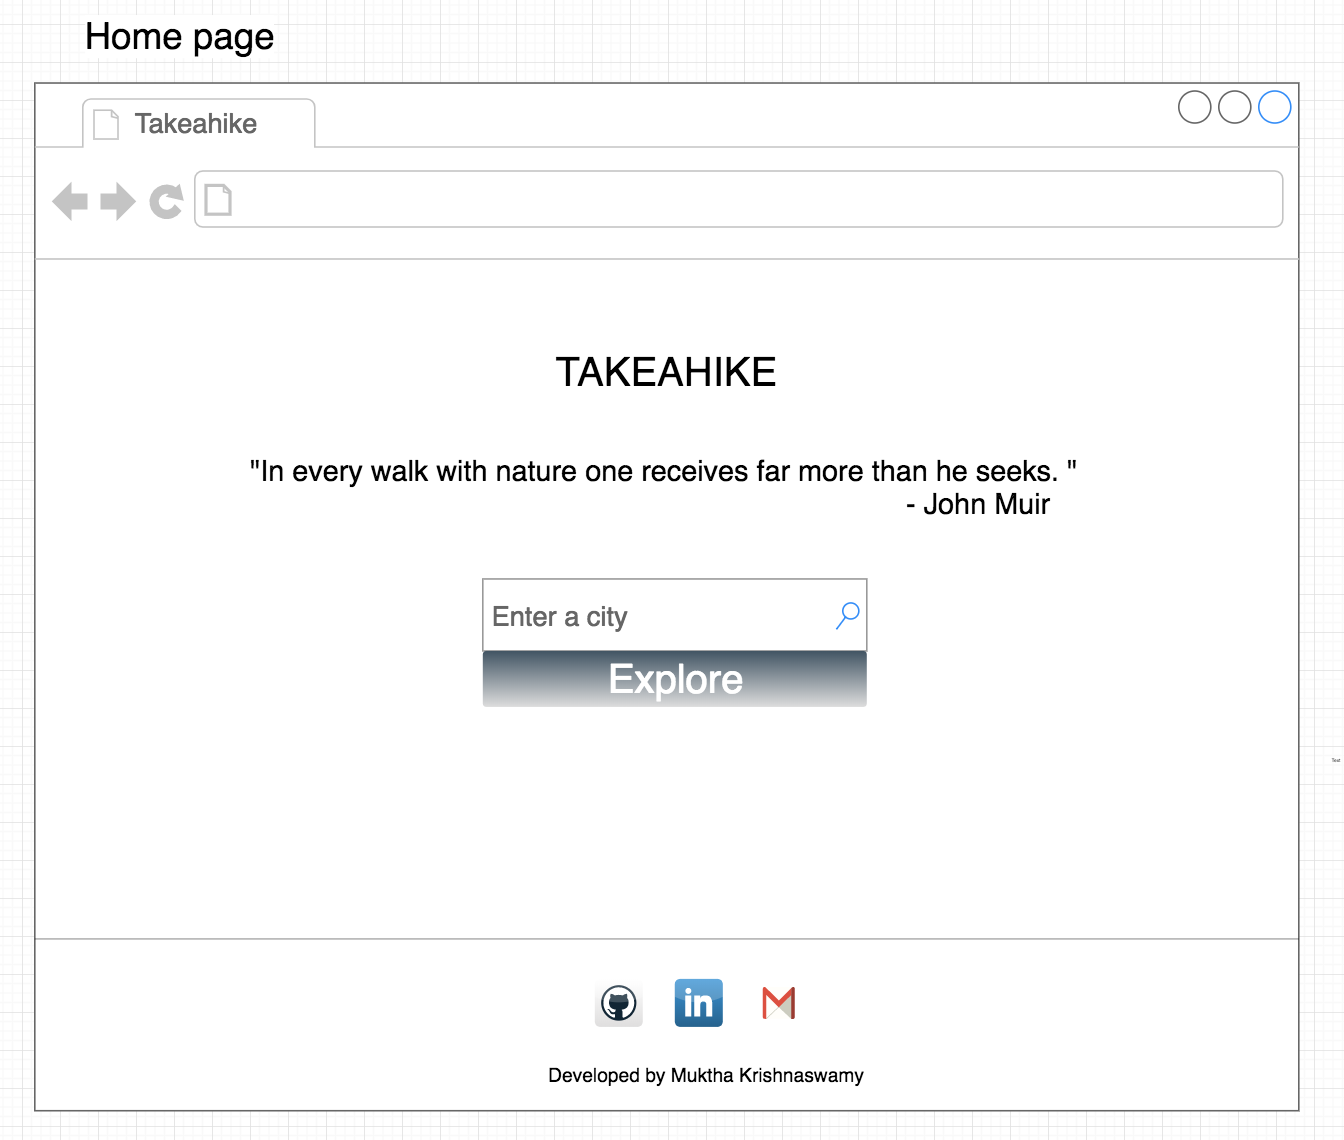 Home page
Takeahike
TAKEAHIKE
"In every walk with nature one receives far more than he seeks. "
- John Muir
Enter a city
Explore
Text
in
Developed by Muktha Krishnaswamy